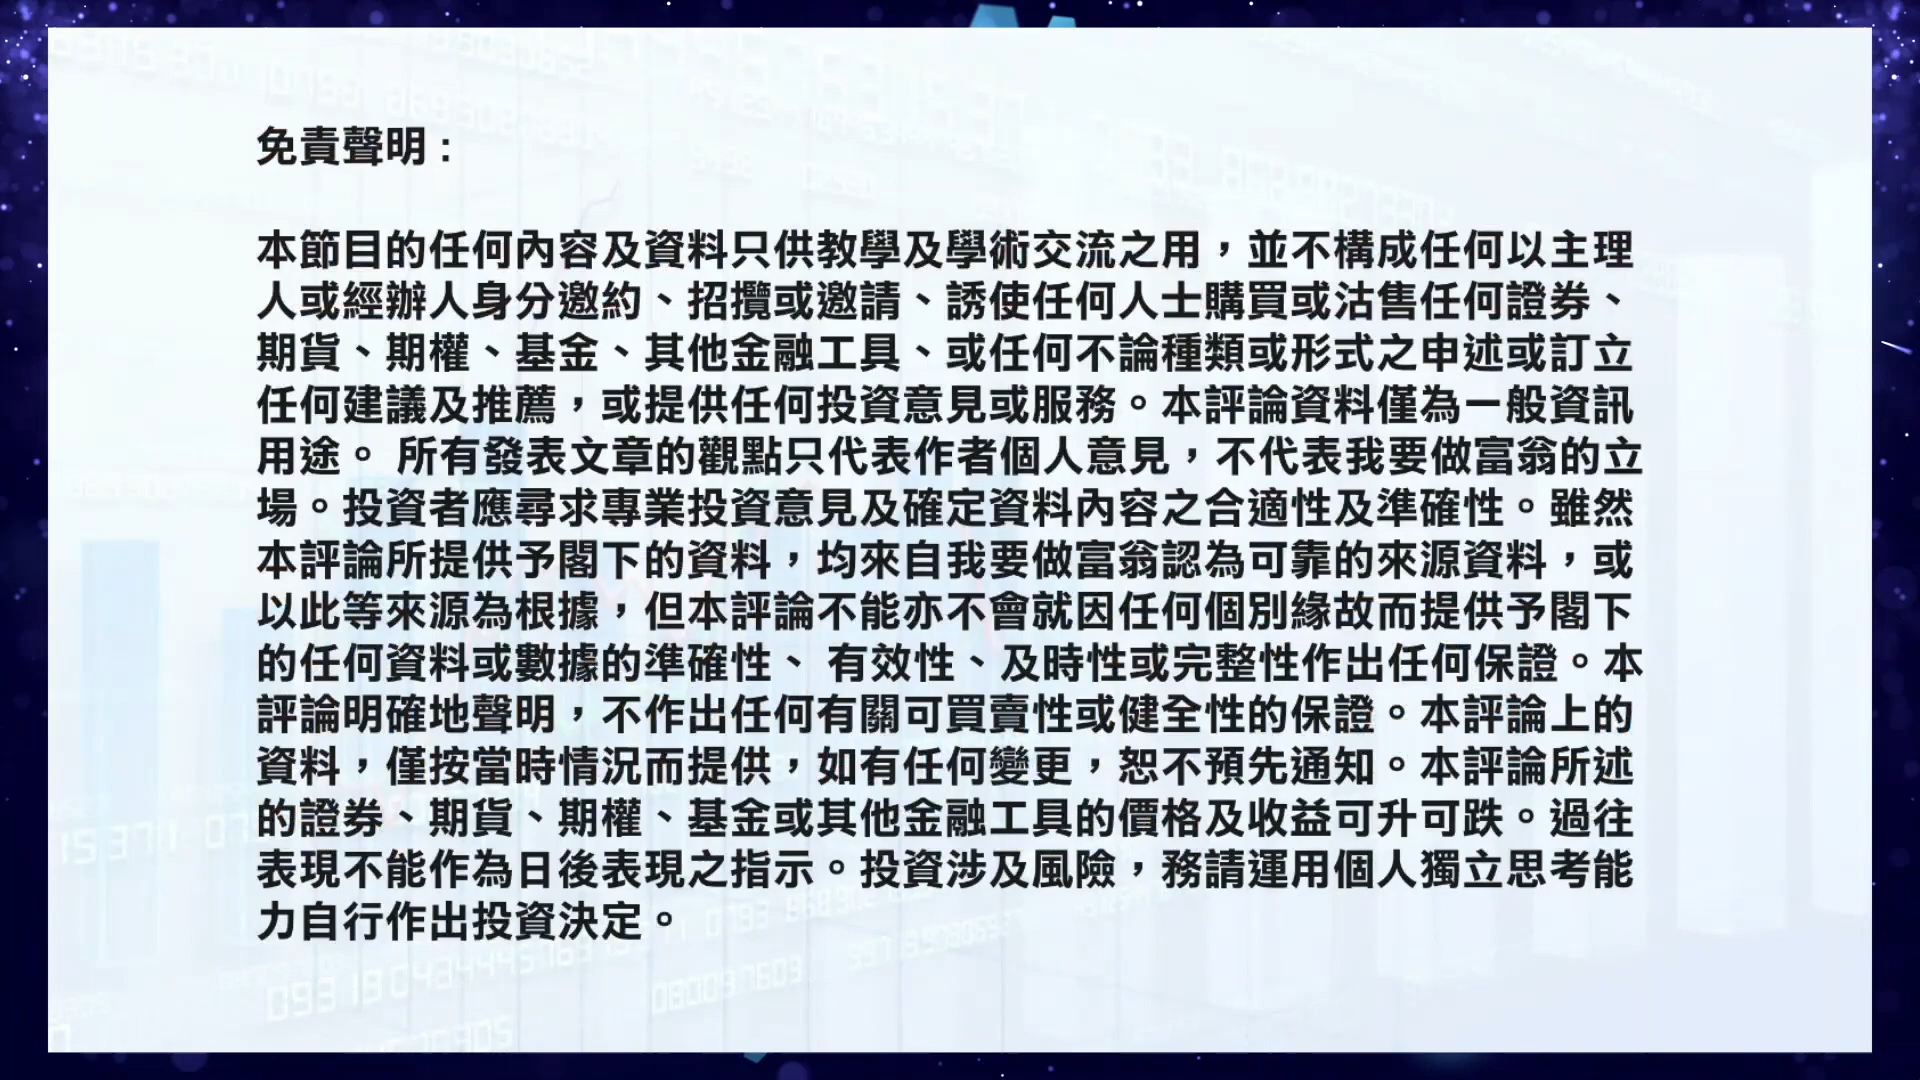 免責聲明：
本節目的任何內容及資料只供教學及學術交流之用，並不構成任何以主理
人或經辦人身分邀約、招攬或邀請、誘使任何人士購買或沽售任何證券、
期貨、期權、基金、其他金融工具、或任何不論種類或形式之申述或訂立
任何建議及推薦，或提供任何投資意見或服務。本評論資料僅為一般資訊
用途。 所有發表文章的觀點只代表作者個人意見，不代表我要做富翁的立
場。投資者應尋求專業投資意見及確定資料內容之合適性及準確性。雖然
本評論所提供予閣下的資料，均來自我要做富翁認為可靠的來源資料，或
以此等來源為根據，但本評論不能亦不會就因任何個別緣故而提供予閣下
的任何資料或數據的準確性、 有效性、及時性或完整性作出任何保證。本
評論明確地聲明，不作出任何有關可買賣性或健全性的保證。本評論上的
資料，僅按當時情況而提供，如有任何變更，恕不預先通知。本評論所述
的證券、期貨、期權、基金或其他金融工具的價格及收益可升可跌。過往
表現不能作為日後表現之指示。投資涉及風險，務請運用個人獨立思考能
力自行作出投資決定。